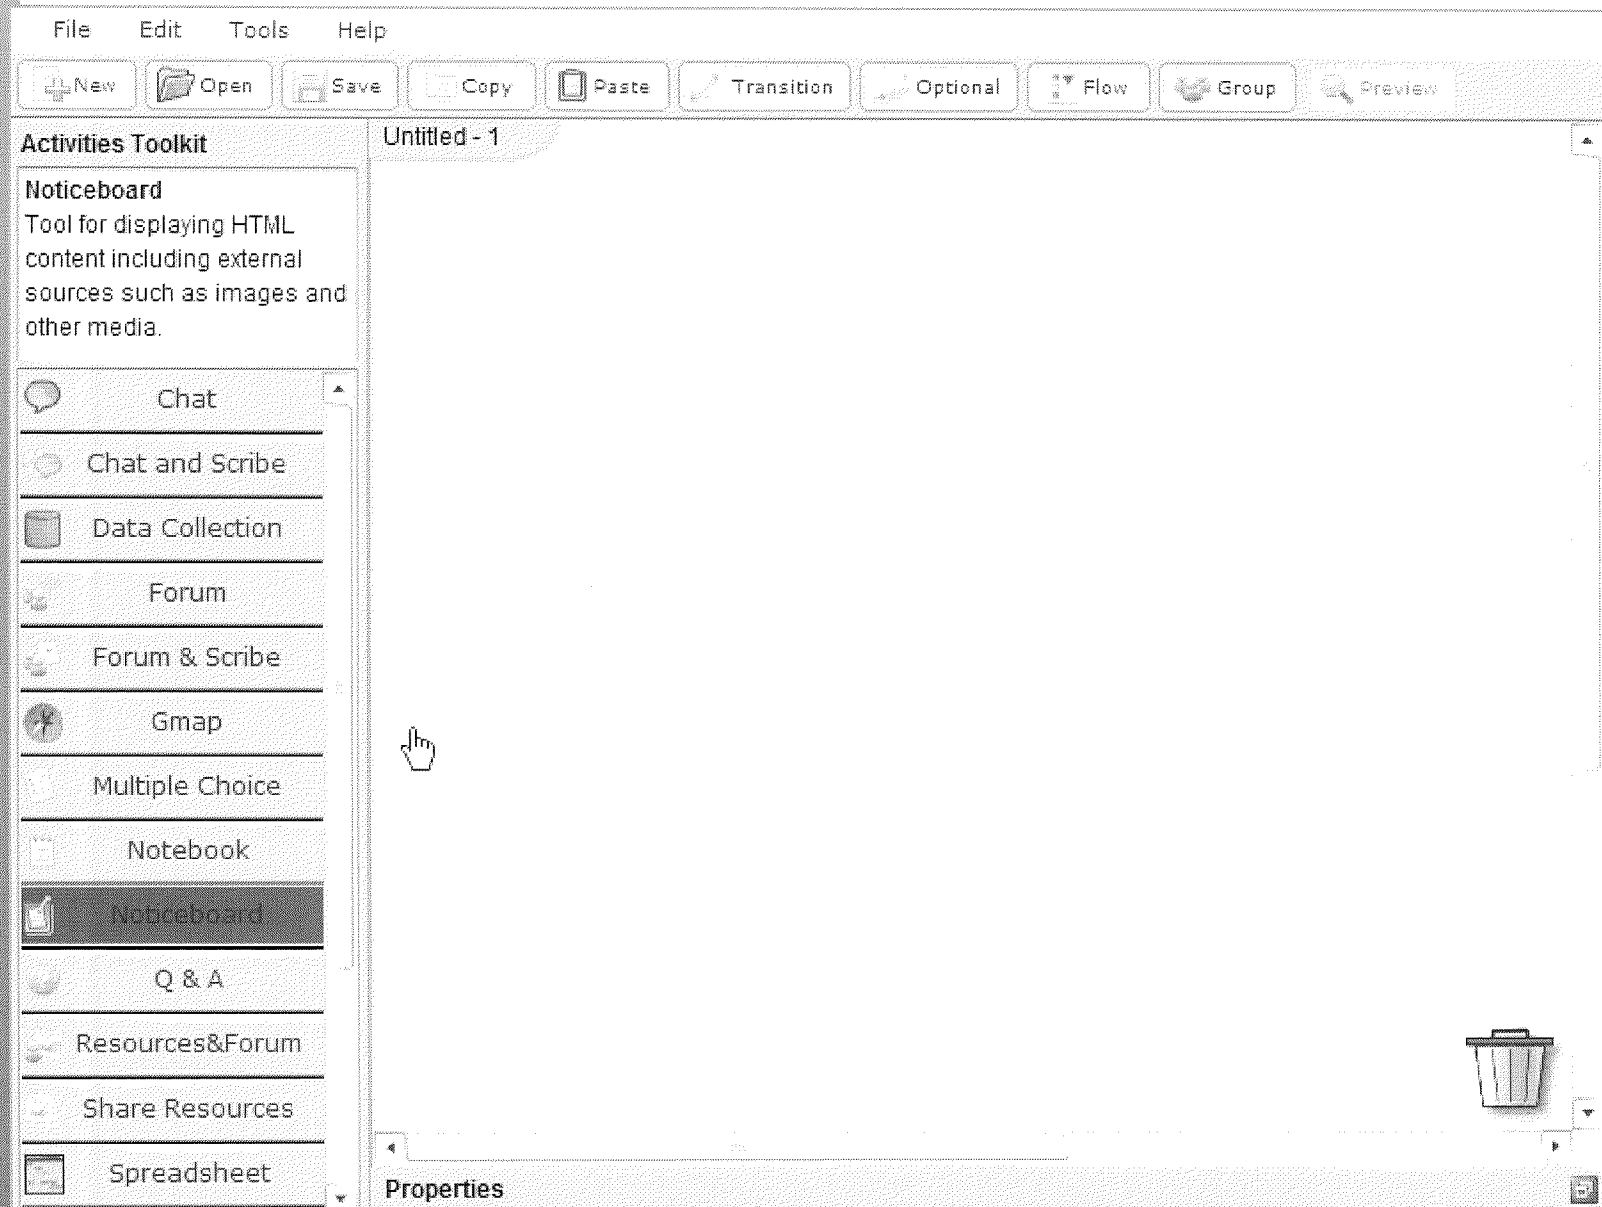 File Edit Tools Help
New Open Save Copy Paste Transition Optional Flow Group Preview
Activities Toolkit
Untitled - 1
Noticeboard
Tool for displaying HTML
content including external
sources such as images and
other media.
Chat
Chat and Scribe
Data Collection
Forum
Forum & Scribe
Gmap
Multiple Choice
Notebook
Noticeboard
Q & A
Resources&Forum
Share Resources
Spreadsheet
Properties